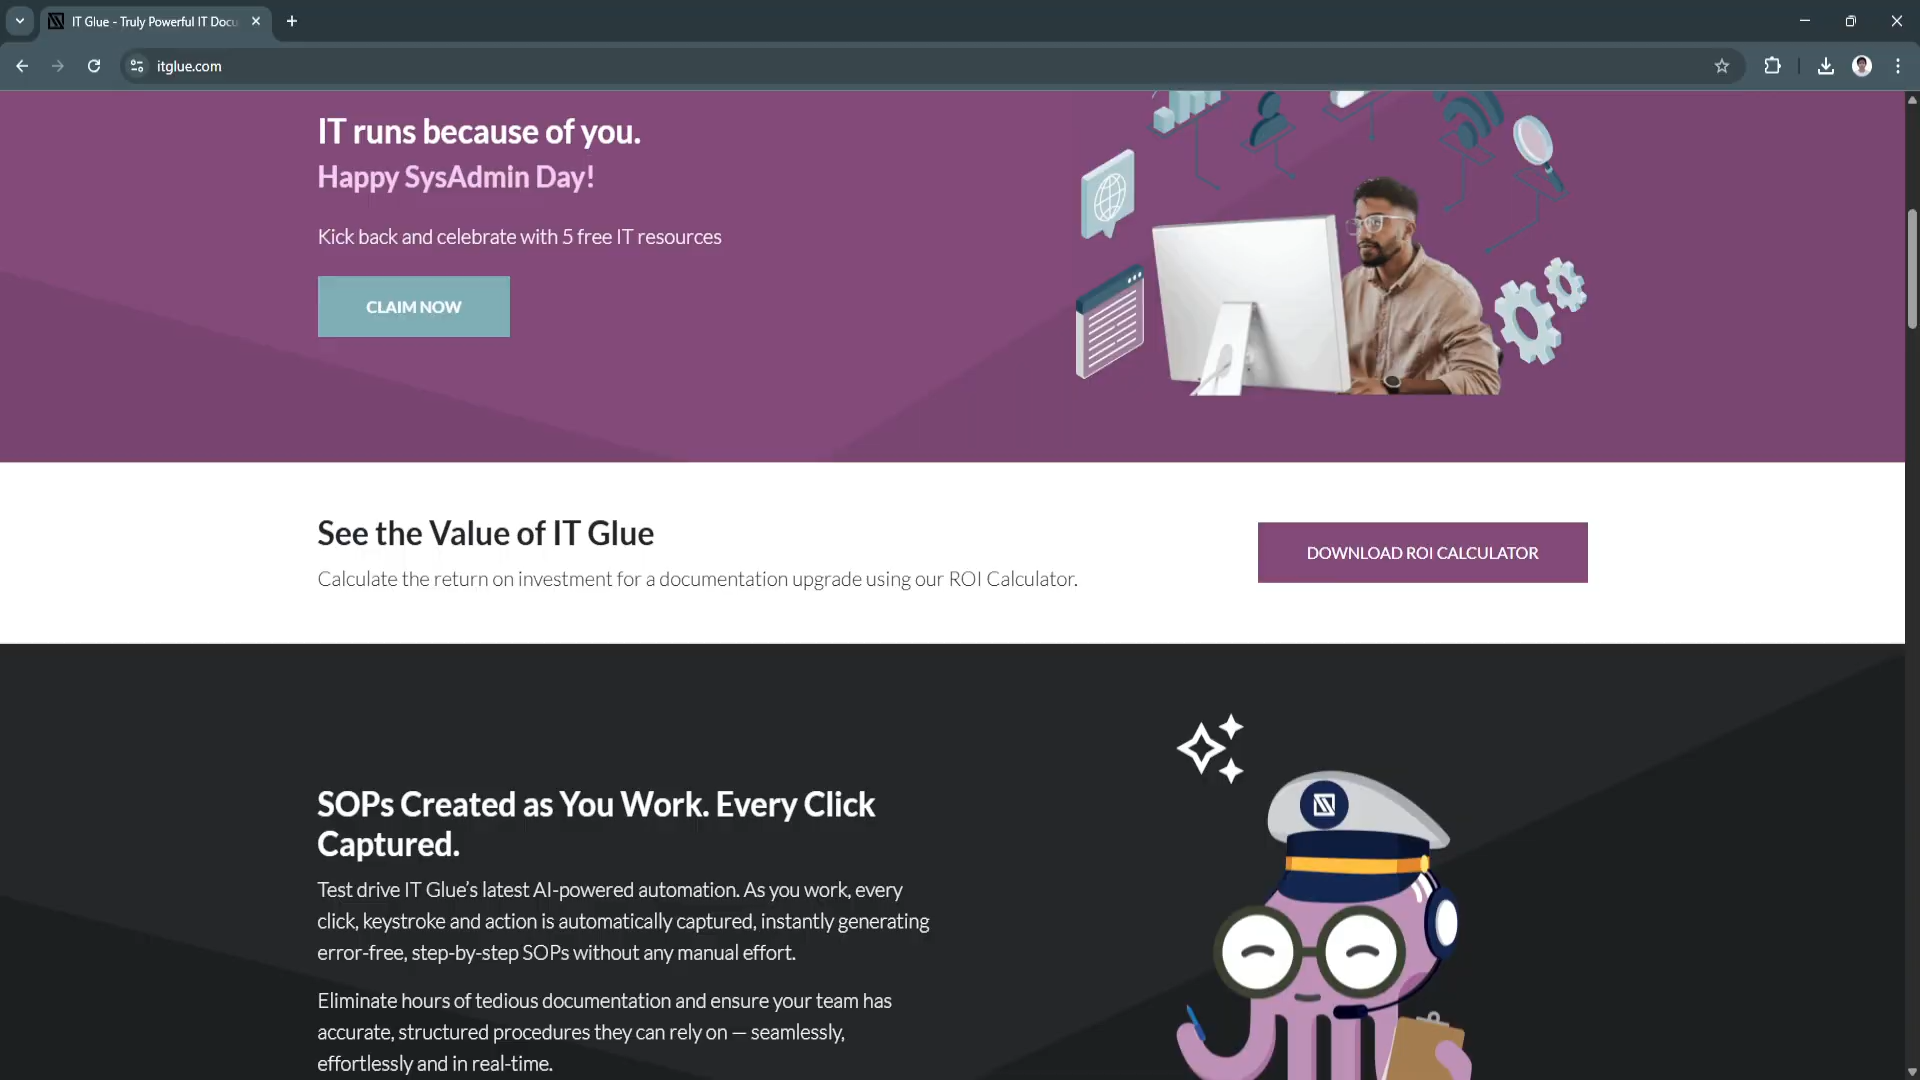 IT Glue - Truly Powerful IT Docu
itglue.com
IT runs because of you.
Happy SysAdmin Day!
Kick back and celebrate with 5 free IT resources
CLAIM NOW
See the Value of IT Glue
Calculate the return on investment for a documentation upgrade using our ROI Calculator.
DOWNLOAD ROI CALCULATOR
SOPs Created as You Work. Every Click
Captured.
Test drive IT Glue’s latest AI-powered automation. As you work, every
click, keystroke and action is automatically captured, instantly generating
error-free, step-by-step SOPs without any manual effort.
Eliminate hours of tedious documentation and ensure your team has
accurate, structured procedures they can rely on — seamlessly,
effortlessly and in real-time.